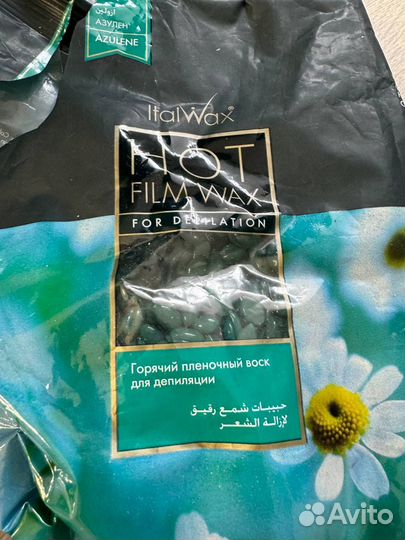 ازولين
АЗУЛЕН
AZULENE
ItalWax®
HOT
FILM WAX
FOR DEPILATION
Горячий пленочный воск
для депиляции
حبيبات شمع رقيق
لإزالة الشعر
Avito